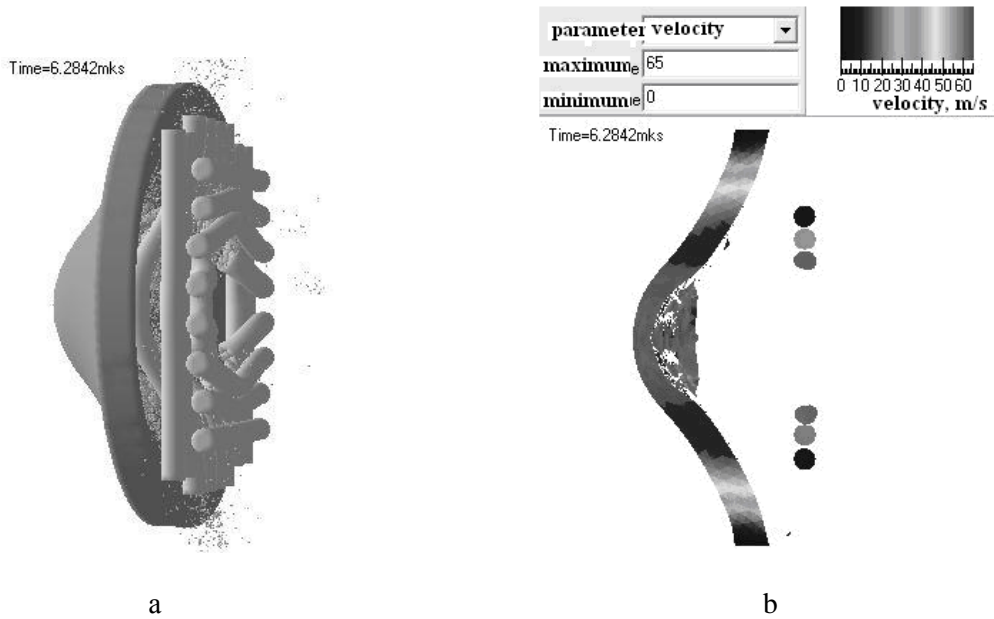 Time=6.2842mks
parameter velocity
maximum e 65
minimum e 0
0 10 20 30 40 50 60
velocity, m/s
Time=6.2842mks
a
b